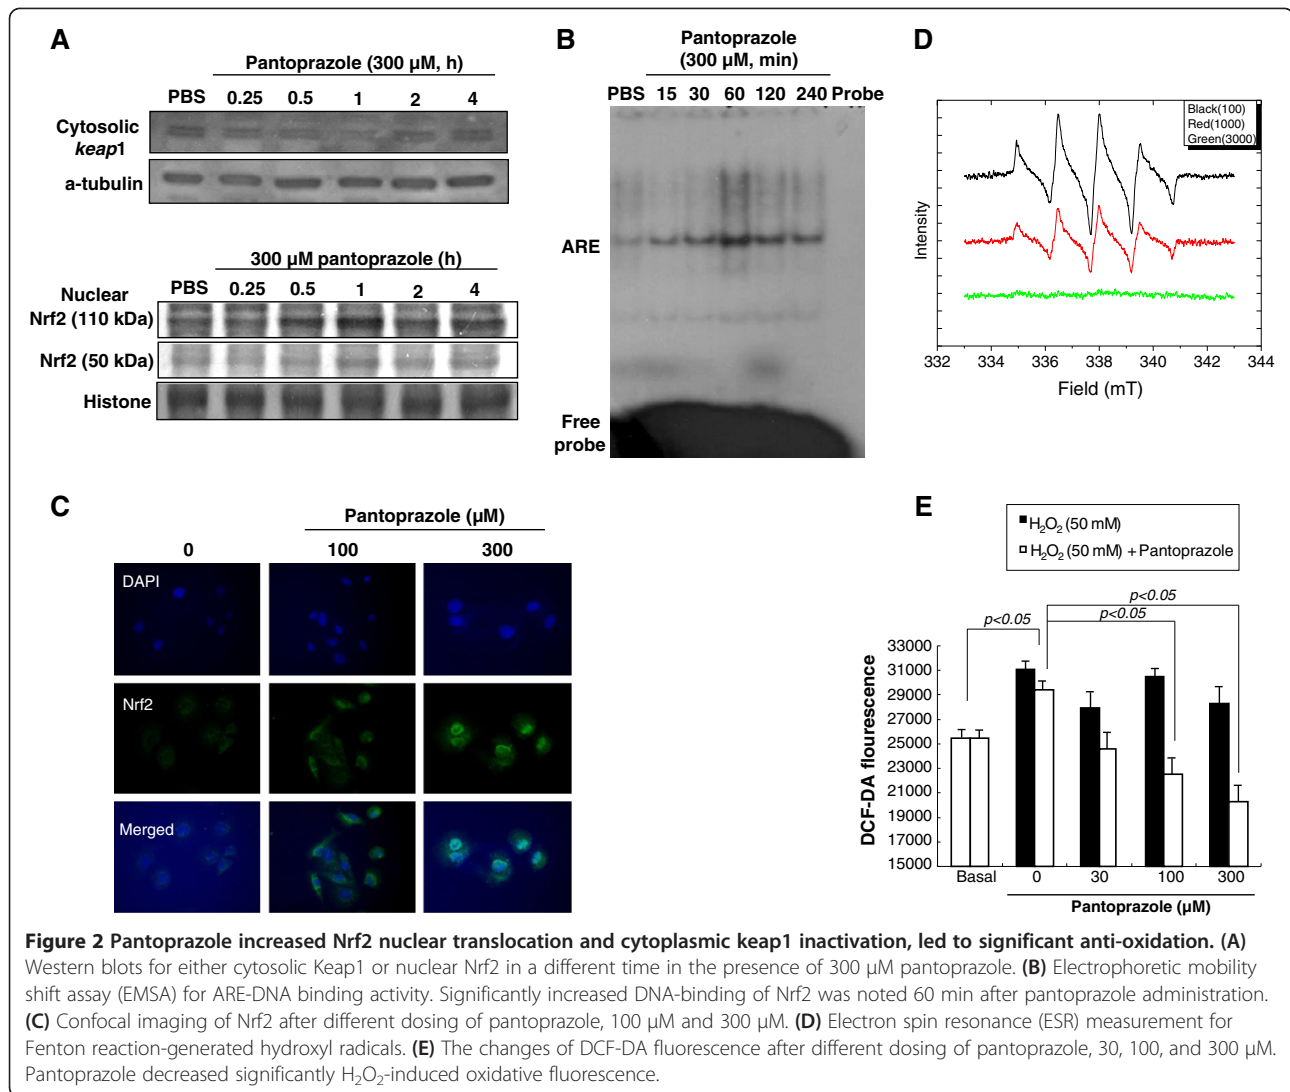 A
Pantoprazole (300 µM, h)
PBS 0.25 0.5 1 2 4
Cytosolic
keap1
a-tubulin
300 µM pantoprazole (h)
PBS 0.25 0.5 1 2 4
Nuclear
Nrf2 (110 kDa)
Nrf2 (50 kDa)
Histone
B
Pantoprazole
(300 µM, min)
PBS 15 30 60 120 240 Probe
ARE
Free
probe
D
Black(100)
Red(1000)
Green(3000)
Intensity
332 334 336 338 340 342 344
Field (mT)
C
Pantoprazole (µM)
0 100 300
DAPI
Nrf2
Merged
E
H₂O₂ (50 mM)
H₂O₂ (50 mM) + Pantoprazole
p<0.05
p<0.05
p<0.05
DCF-DA flourescence
33000
31000
29000
27000
25000
23000
21000
19000
17000
15000
Basal 0 30 100 300
Pantoprazole (µM)
Figure 2 Pantoprazole increased Nrf2 nuclear translocation and cytoplasmic keap1 inactivation, led to significant anti-oxidation. (A)
Western blots for either cytosolic Keap1 or nuclear Nrf2 in a different time in the presence of 300 µM pantoprazole. (B) Electrophoretic mobility
shift assay (EMSA) for ARE-DNA binding activity. Significantly increased DNA-binding of Nrf2 was noted 60 min after pantoprazole administration.
(C) Confocal imaging of Nrf2 after different dosing of pantoprazole, 100 µM and 300 µM. (D) Electron spin resonance (ESR) measurement for
Fenton reaction-generated hydroxyl radicals. (E) The changes of DCF-DA fluorescence after different dosing of pantoprazole, 30, 100, and 300 µM.
Pantoprazole decreased significantly H₂O₂-induced oxidative fluorescence.